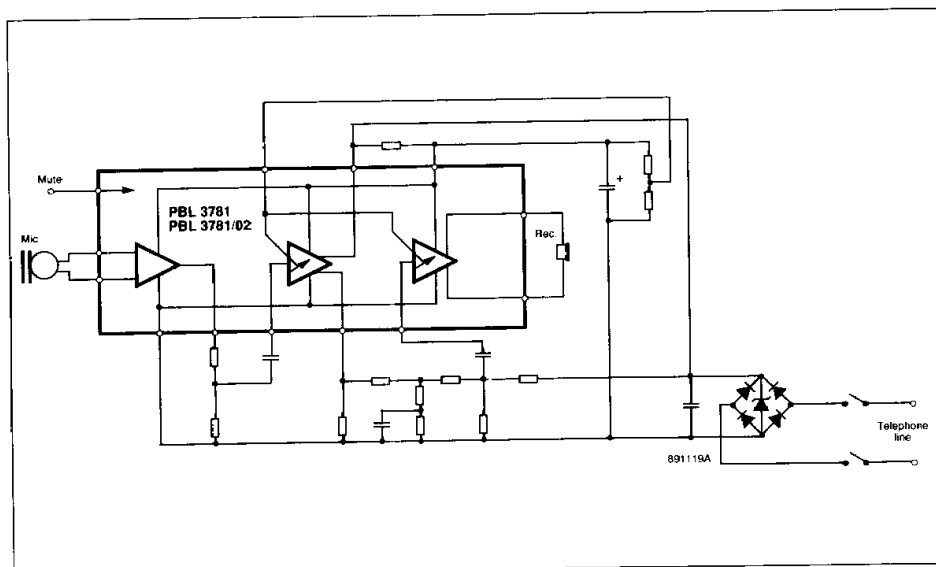 Mute
PBL 3781
PBL 3781/02
Mic
Rec.
+
Telephone
line
891119A